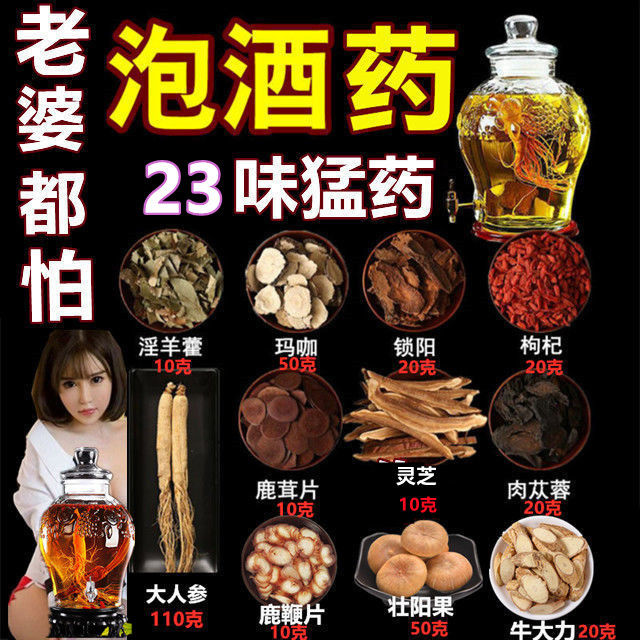 老婆都怕
泡酒药
23味猛药
淫羊藿
10克
玛咖
50克
锁阳
20克
枸杞
20克
大人参
110克
鹿茸片
10克
灵芝
10克
肉苁蓉
20克
鹿鞭片
10克
壮阳果
50克
牛大力 20克